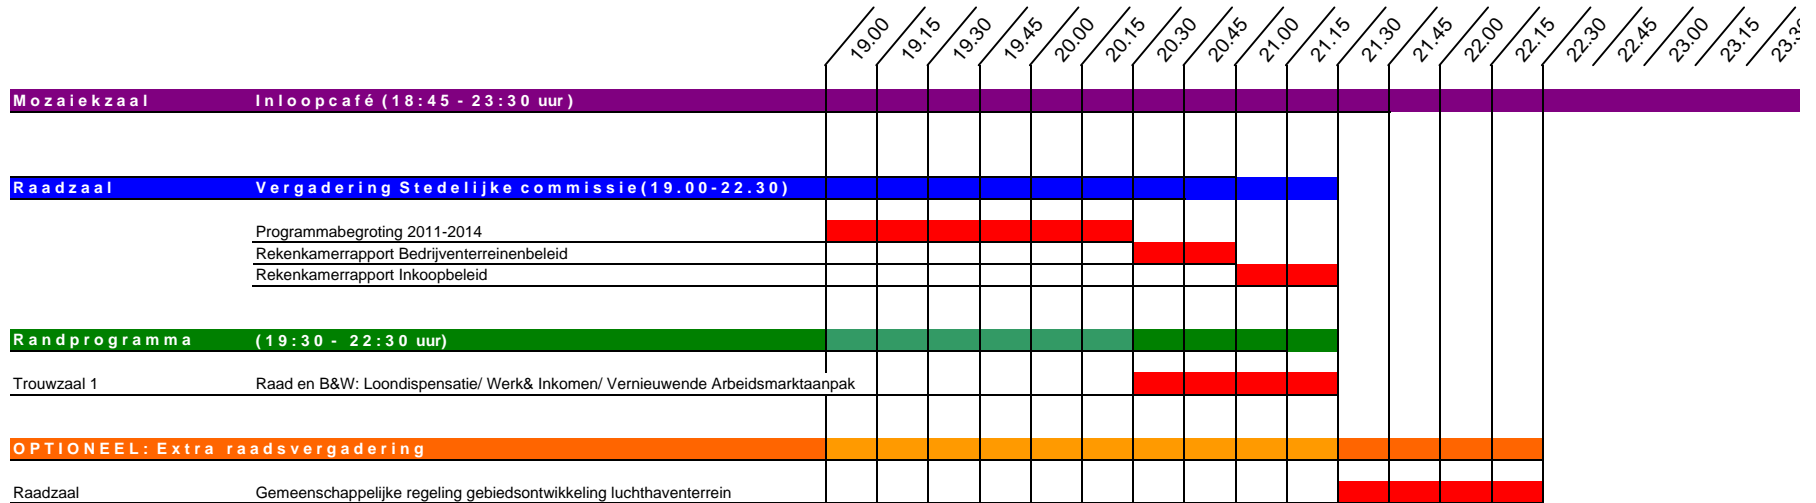 19.00 19.15 19.30 19.45 20.00 20.15 20.30 20.45 21.00 21.15 21.30 21.45 22.00 22.15 22.30 22.45 23.00 23.15 23.30
Mozaiekzaal Inloopcafé (18:45 - 23:30 uur)
Raadzaal Vergadering Stedelijke commissie(19.00-22.30)
Programmabegroting 2011-2014
Rekenkamerrapport Bedrijventerreinenbeleid
Rekenkamerrapport Inkoopbeleid
Randprogramma (19:30 - 22:30 uur)
Trouwzaal 1 Raad en B&W: Loondispensatie/ Werk& Inkomen/ Vernieuwende Arbeidsmarktaanpak
OPTIONEEL: Extra raadsvergadering
Raadzaal Gemeenschappelijke regeling gebiedsontwikkeling luchthaventerrein